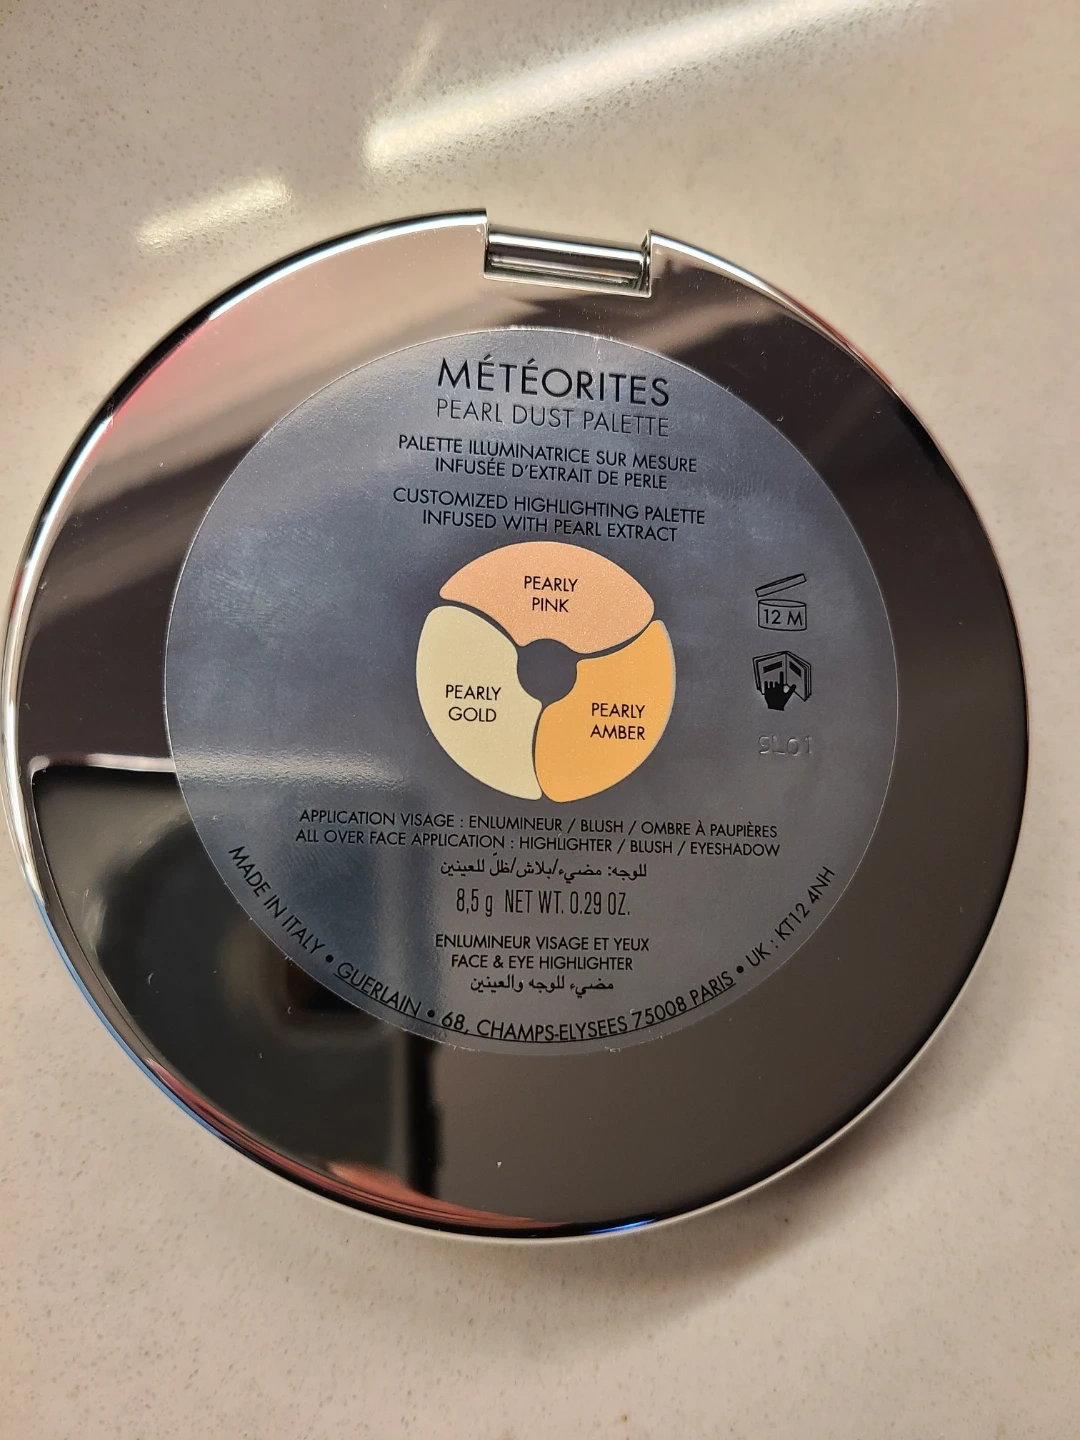 MÉTÉORITES
PEARL DUST PALETTE
PALETTE ILLUMINATRICE SUR MESURE
INFUSÉE D'EXTRAIT DE PERLE
CUSTOMIZED HIGHLIGHTING PALETTE
INFUSED WITH PEARL EXTRACT
PEARLY
PINK
PEARLY
GOLD
PEARLY
AMBER
12 M
9L01
APPLICATION VISAGE : ENLUMINEUR / BLUSH / OMBRE À PAUPIÈRES
ALL OVER FACE APPLICATION : HIGHLIGHTER / BLUSH / EYESHADOW
للوجه: مضيء/بلاش/ظلّ للعينين
8,5 g NET WT. 0.29 OZ.
ENLUMINEUR VISAGE ET YEUX
FACE & EYE HIGHLIGHTER
مضيء للوجه والعينين
MADE IN ITALY • GUERLAIN • 68, CHAMPS-ELYSEES 75008 PARIS • UK : KT12 4NH